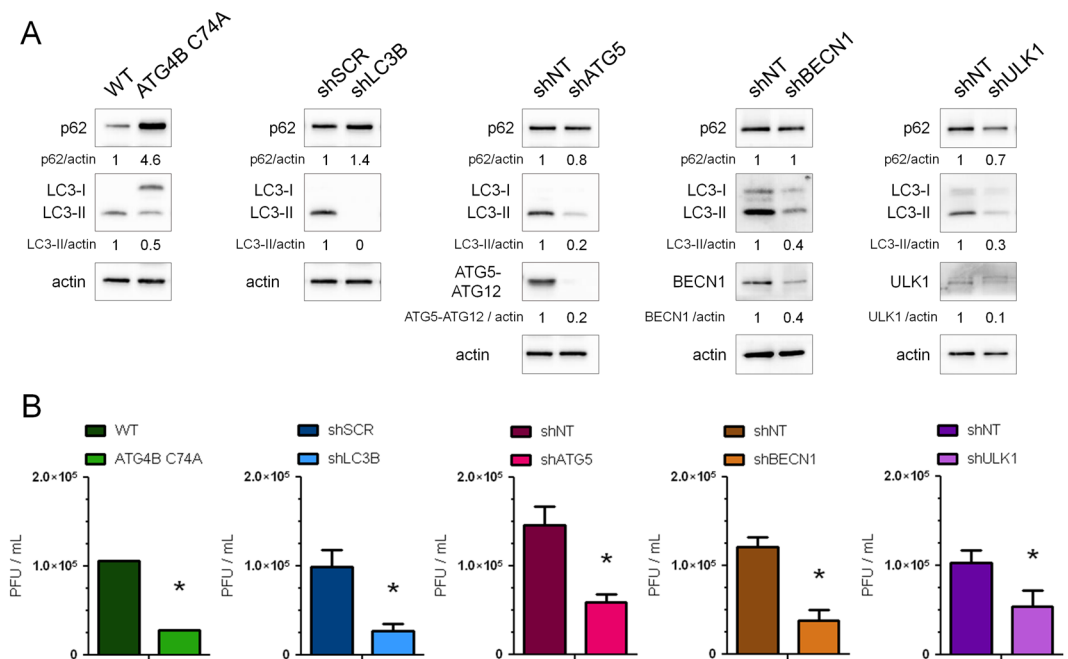 A
WT ATG4B C74A
shSCR shLC3B
shNT shATG5
shNT shBECN1
shNT shULK1
p62 p62 p62 p62 p62
p62/actin 1 4.6 p62/actin 1 1.4 p62/actin 1 0.8 p62/actin 1 1 p62/actin 1 0.7
LC3-I LC3-I LC3-I LC3-I LC3-I
LC3-II LC3-II LC3-II LC3-II LC3-II
LC3-II/actin 1 0.5 LC3-II/actin 1 0 LC3-II/actin 1 0.2 LC3-II/actin 1 0.4 LC3-II/actin 1 0.3
actin actin ATG5-
ATG12 BECN1 ULK1
ATG5-ATG12 / actin 1 0.2 BECN1 /actin 1 0.4 ULK1 /actin 1 0.1
actin actin actin
B
WT shSCR shNT shNT shNT
ATG4B C74A shLC3B shATG5 shBECN1 shULK1
2.0×10⁵ 2.0×10⁵ 2.0×10⁵ 2.0×10⁵ 2.0×10⁵
PFU / mL PFU / mL PFU / mL PFU / mL PFU / mL
1.0×10⁵ 1.0×10⁵ 1.0×10⁵ 1.0×10⁵ 1.0×10⁵
* * * * *
0 0 0 0 0